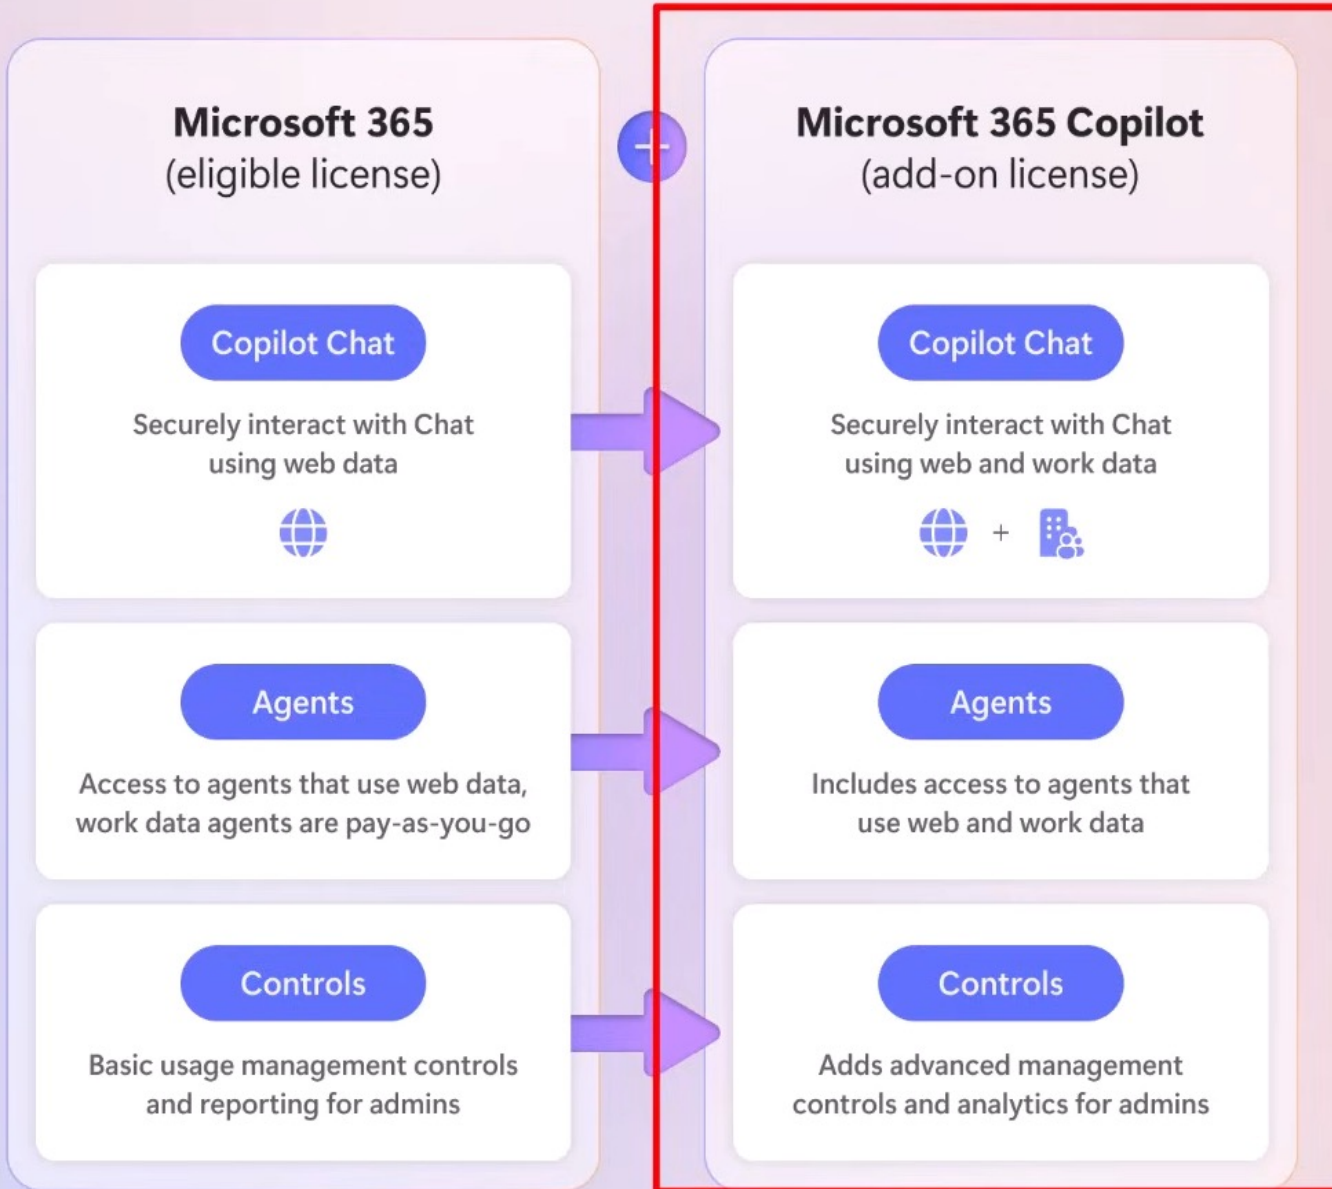 Microsoft 365
(eligible license)
Copilot Chat
Securely interact with Chat
using web data
Agents
Access to agents that use web data,
work data agents are pay-as-you-go
Controls
Basic usage management controls
and reporting for admins
+
Microsoft 365 Copilot
(add-on license)
Copilot Chat
Securely interact with Chat
using web and work data
+
Agents
Includes access to agents that
use web and work data
Controls
Adds advanced management
controls and analytics for admins